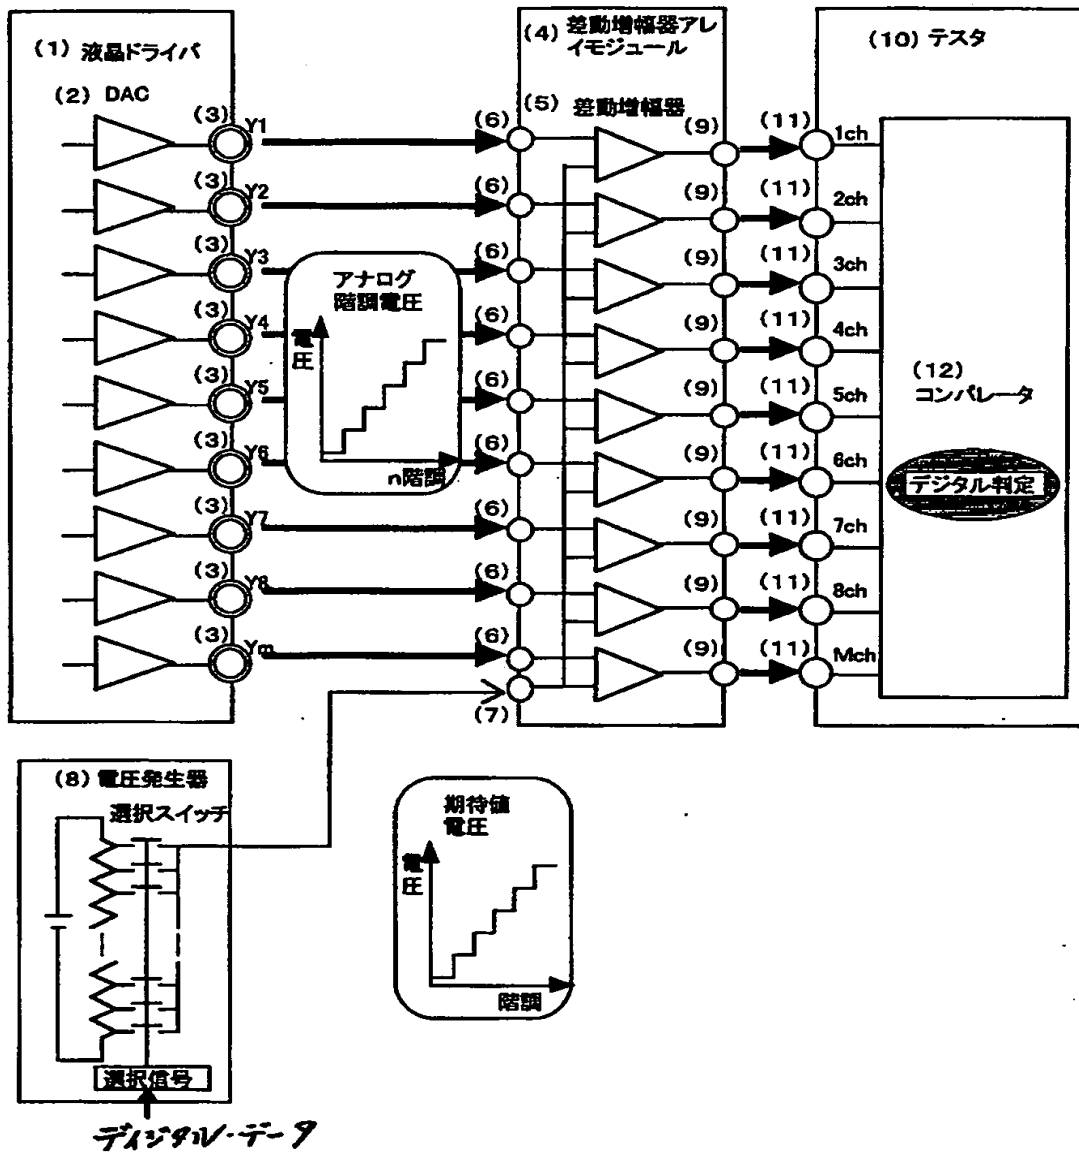 (1) 液晶ドライバ
(2) DAC
(3) Y1
(3) Y2
(3) Y3
(3) Y4
(3) Y5
(3) Y6
(3) Y7
(3) Y8
(3) Ym
アナログ
階調電圧
電圧
n階調
(4) 差動増幅器アレ
イモジュール
(5) 差動増幅器
(6)
(6)
(6)
(6)
(6)
(6)
(6)
(6)
(6)
(7)
(9)
(9)
(9)
(9)
(9)
(9)
(9)
(9)
(9)
(10) テスタ
(11) 1ch
(11) 2ch
(11) 3ch
(11) 4ch
(11) 5ch
(11) 6ch
(11) 7ch
(11) 8ch
(11) Mch
(12)
コンパレータ
デジタル判定
(8) 電圧発生器
選択スイッチ
選択信号
ディジタル・データ
期待値
電圧
電圧
階調